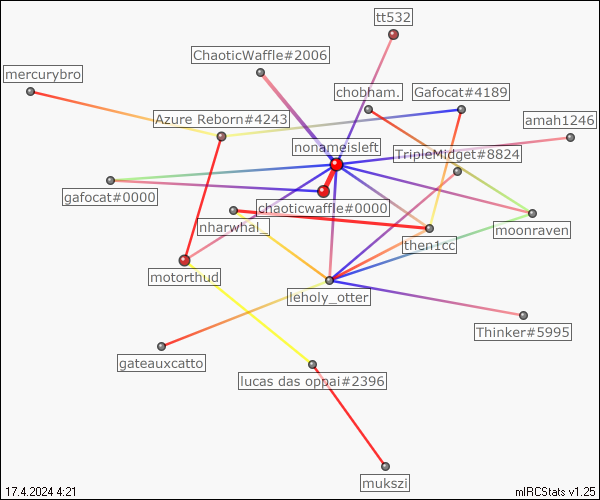 tt532
ChaoticWaffle#2006
mercurybro
chobham.
Gafocat#4189
Azure Reborn#4243
amah1246
nonameisleft
TripleMidget#8824
gafocat#0000
chaoticwaffle#0000
nharwhal_
moonraven
then1cc
motorthud
leholy_otter
Thinker#5995
gateauxcatto
lucas das oppai#2396
mukszi
17.4.2024 4:21
mIRCStats v1.25